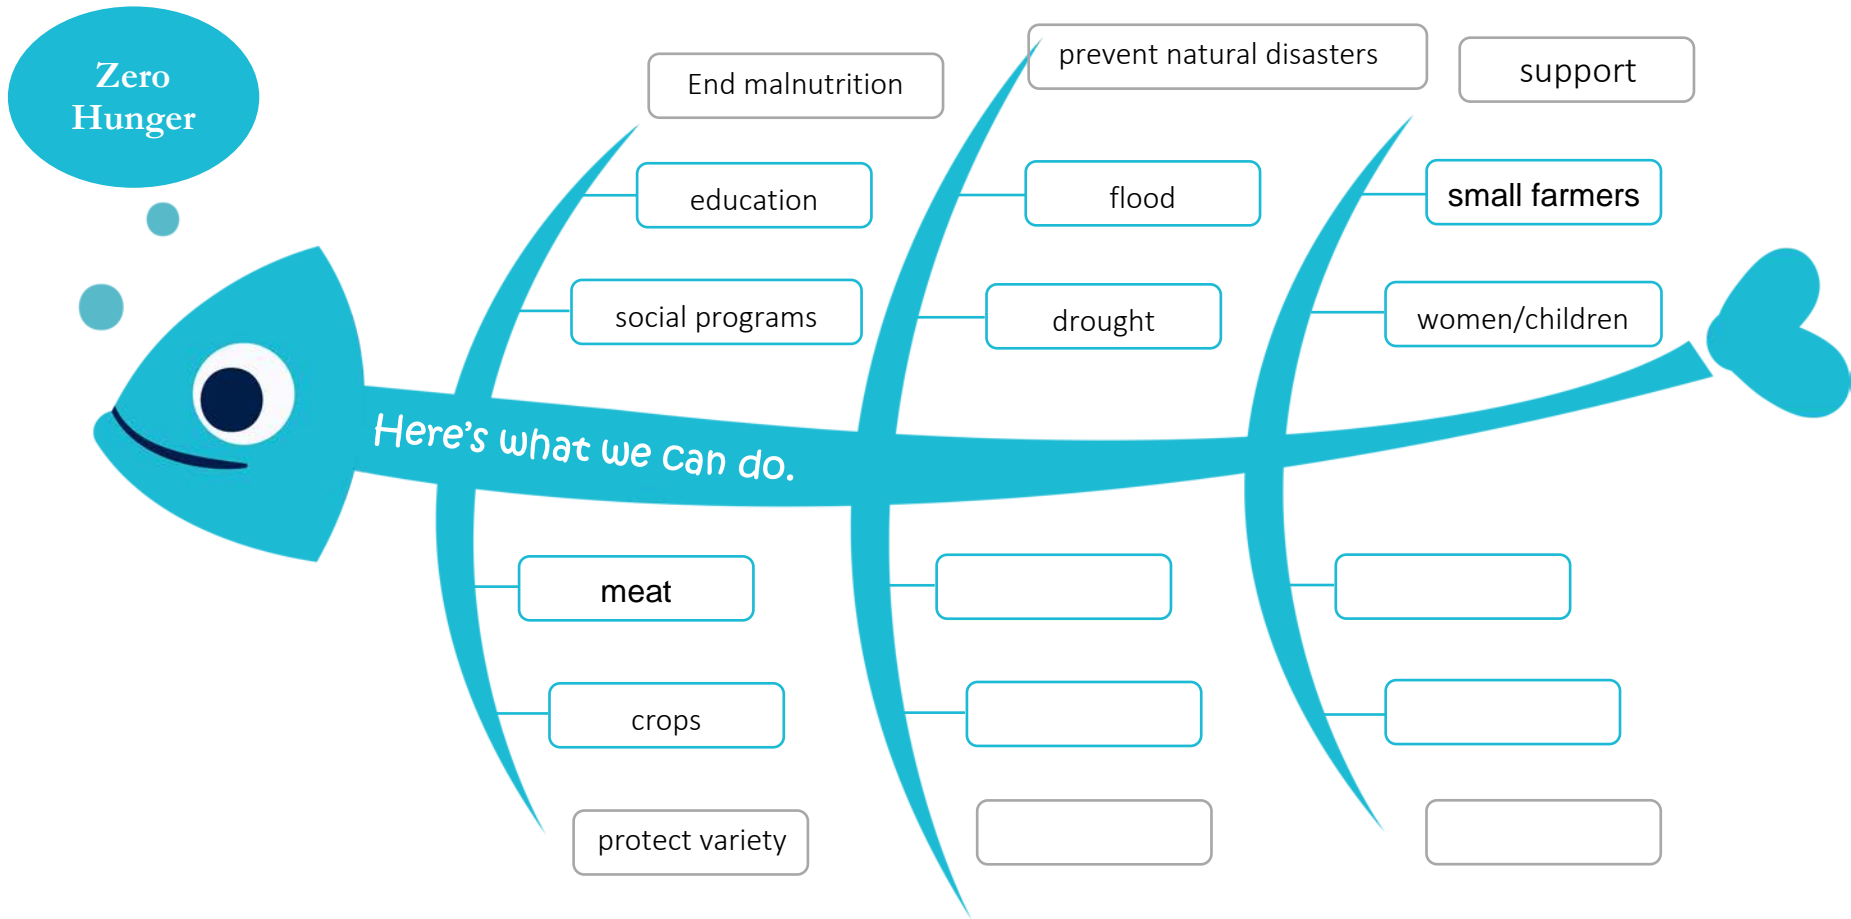 Zero
Hunger
End malnutrition
prevent natural disasters
support
education
flood
small farmers
social programs
drought
women/children
Here's what we can do.
meat
crops
protect variety